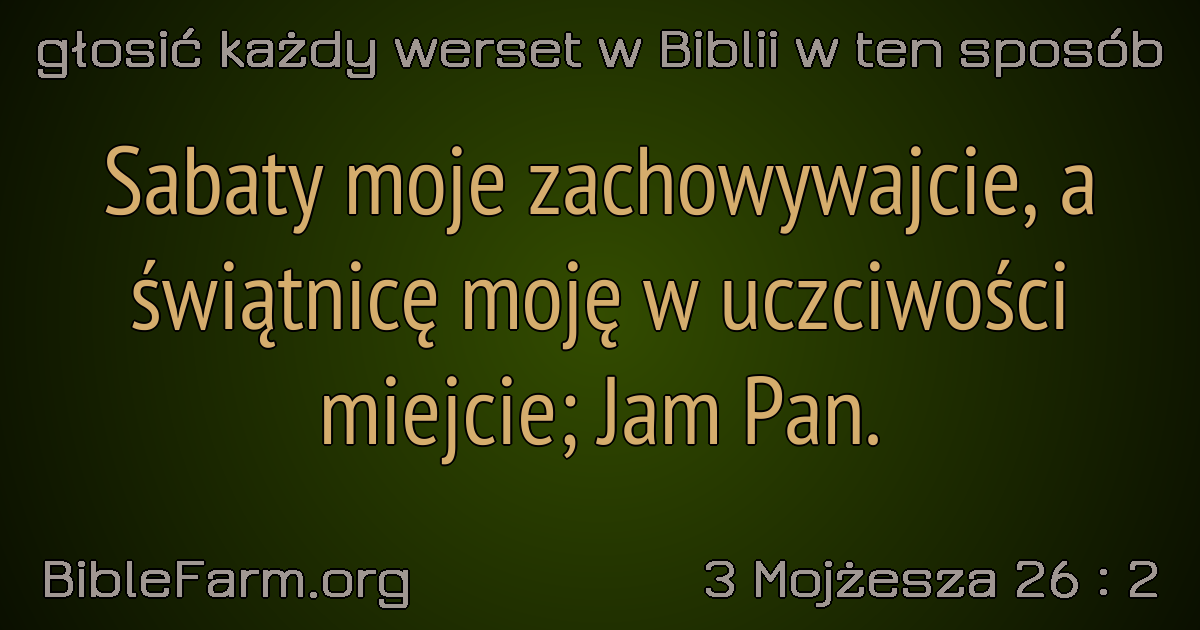 głosić każdy werset w Biblii w ten sposób
Sabaty moje zachowywajcie, a
świątnicę moję w uczciwości
miejcie; Jam Pan.
BibleFarm.org
3 Mojżesza 26 : 2